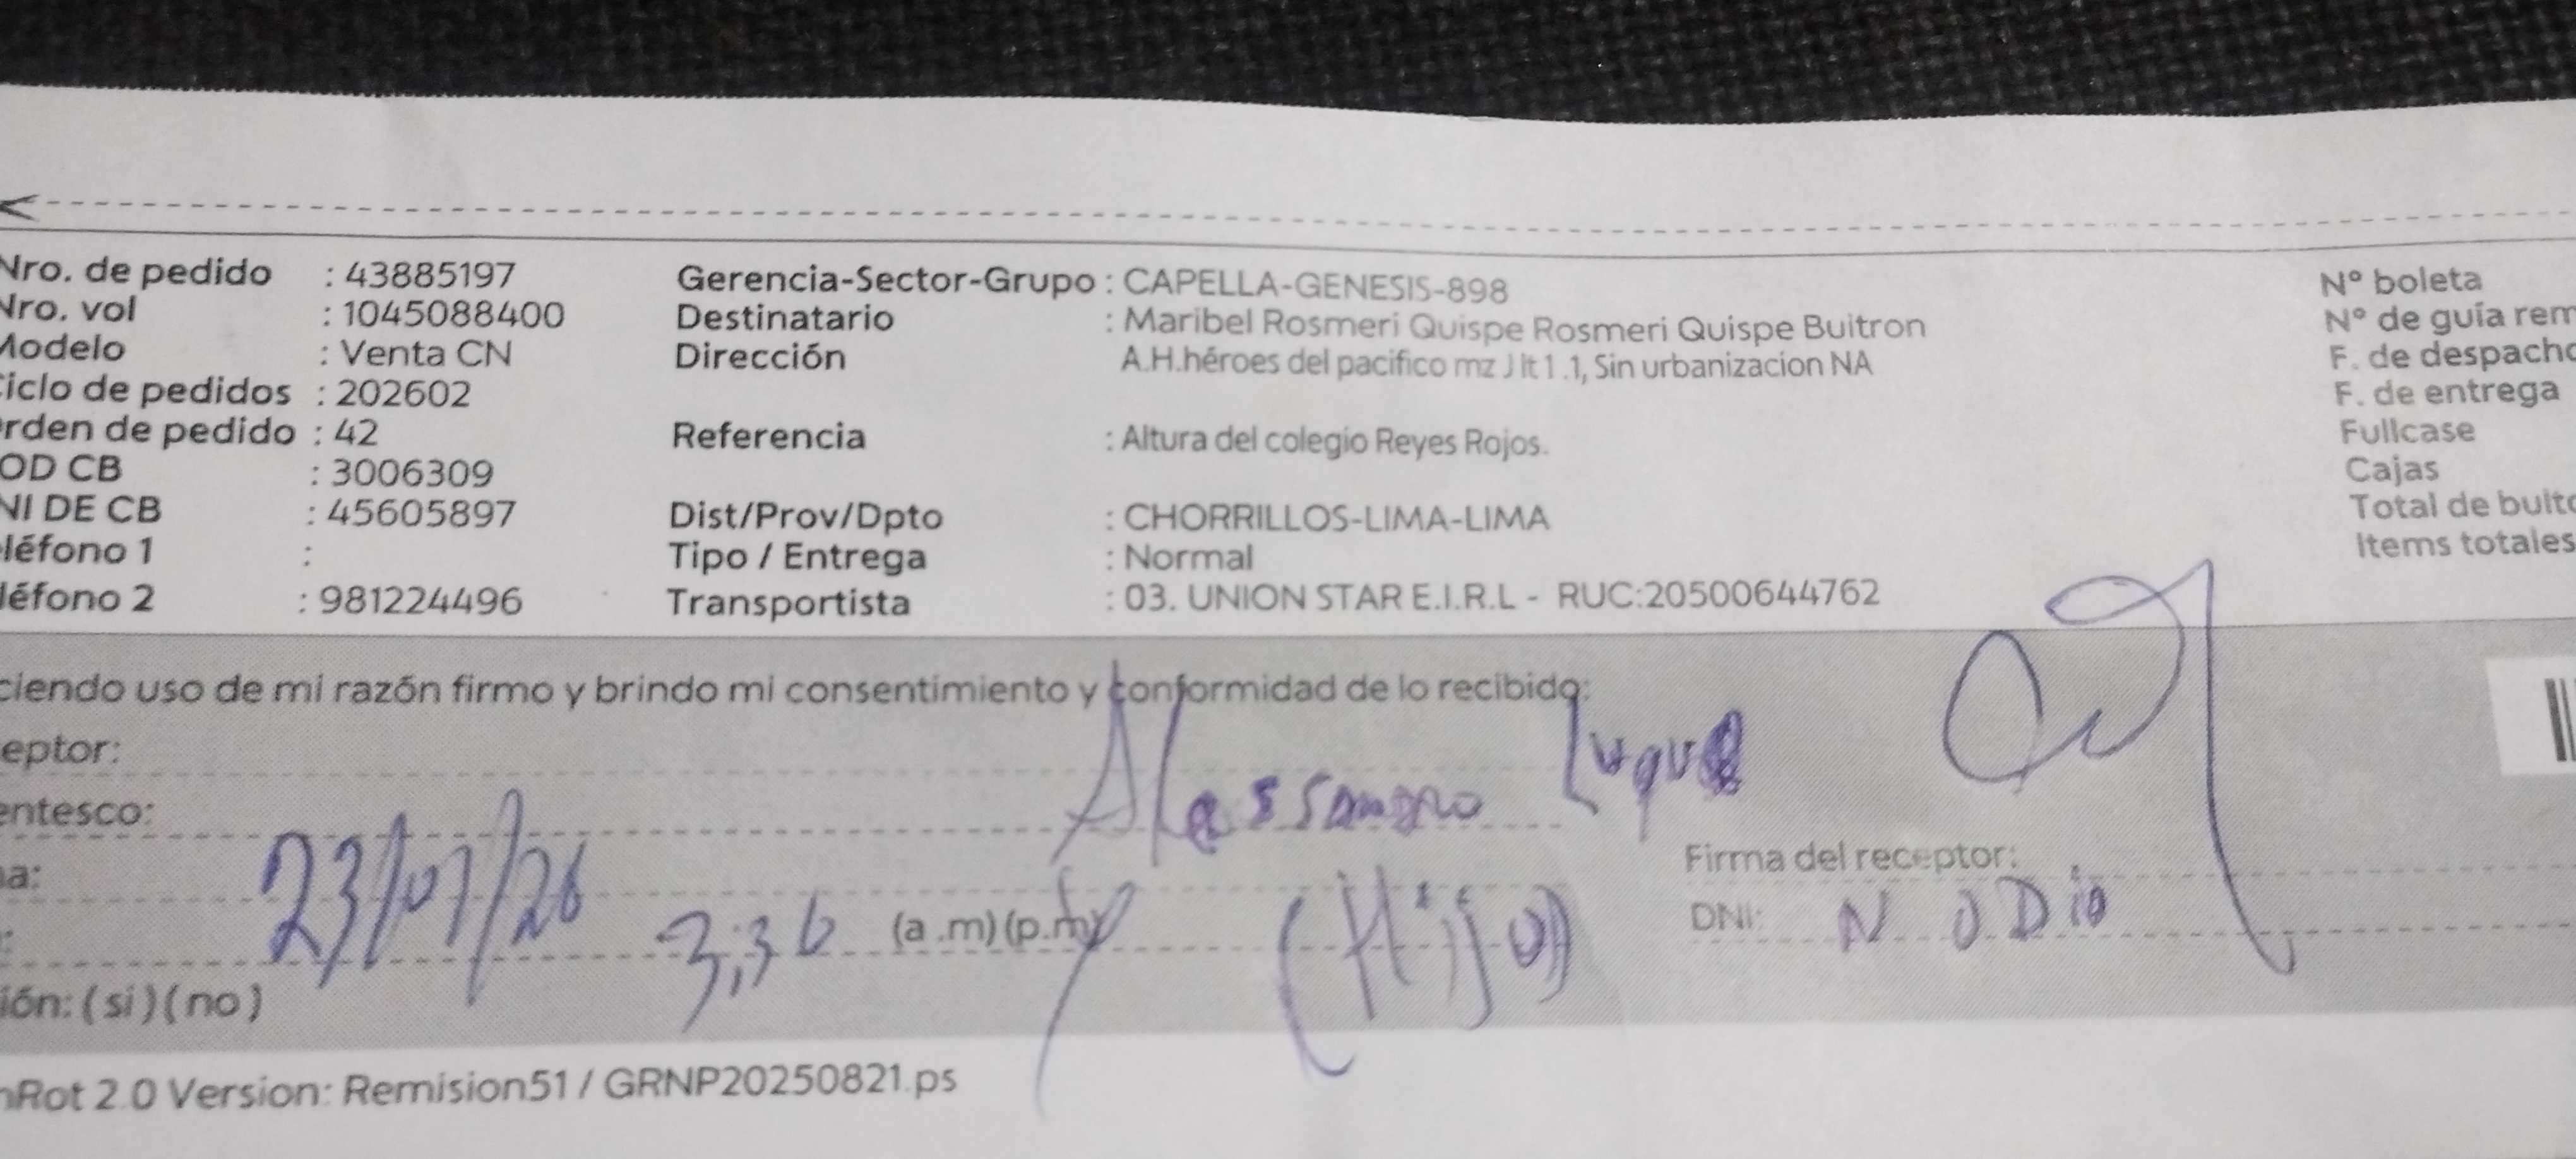 Nro. de pedido : 43885197 Gerencia-Sector-Grupo : CAPELLA-GENESIS-898 N° boleta
Nro. vol : 1045088400 Destinatario : Maribel Rosmeri Quispe Rosmeri Quispe Buitron N° de guía rem
Modelo : Venta CN Dirección A.H.héroes del pacifico mz J lt 1 .1, Sin urbanizacion NA F. de despacho
iclo de pedidos : 202602 F. de entrega
rden de pedido : 42 Referencia : Altura del colegio Reyes Rojos. Fullcase
OD CB : 3006309 Cajas
NI DE CB : 45605897 Dist/Prov/Dpto : CHORRILLOS-LIMA-LIMA Total de bulto
léfono 1 : Tipo / Entrega : Normal Items totales
léfono 2 : 981224496 Transportista : 03. UNION STAR E.I.R.L - RUC:20500644762
ciendo uso de mi razón firmo y brindo mi consentimiento y conformidad de lo recibido:
eptor: Alessandro Luque
entesco:
a: 23/01/26 Firma del receptor:
: 3,36 (a .m) (p.m) (Hijo) DNI: NO Dio
ión: ( si ) ( no )
nRot 2.0 Version: Remision51 / GRNP20250821.ps